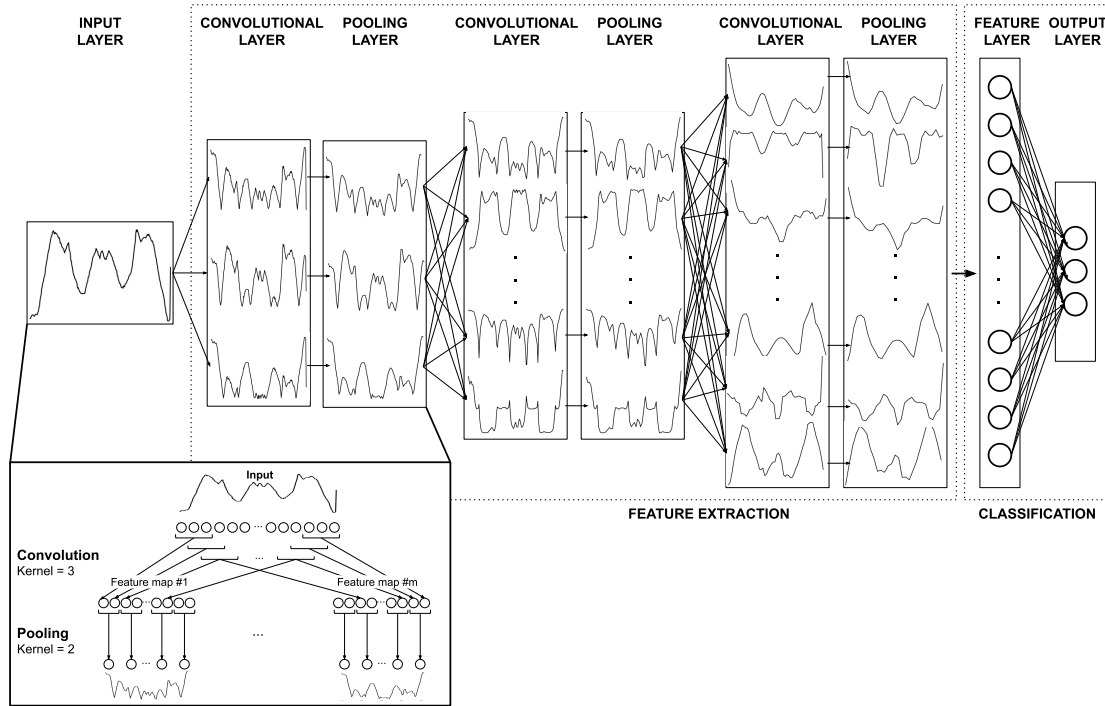 INPUT
LAYER
CONVOLUTIONAL
LAYER
POOLING
LAYER
CONVOLUTIONAL
LAYER
POOLING
LAYER
CONVOLUTIONAL
LAYER
POOLING
LAYER
FEATURE
LAYER
OUTPUT
LAYER
FEATURE EXTRACTION
CLASSIFICATION
Input
Convolution
Kernel = 3
Feature map #1
Feature map #m
Pooling
Kernel = 2